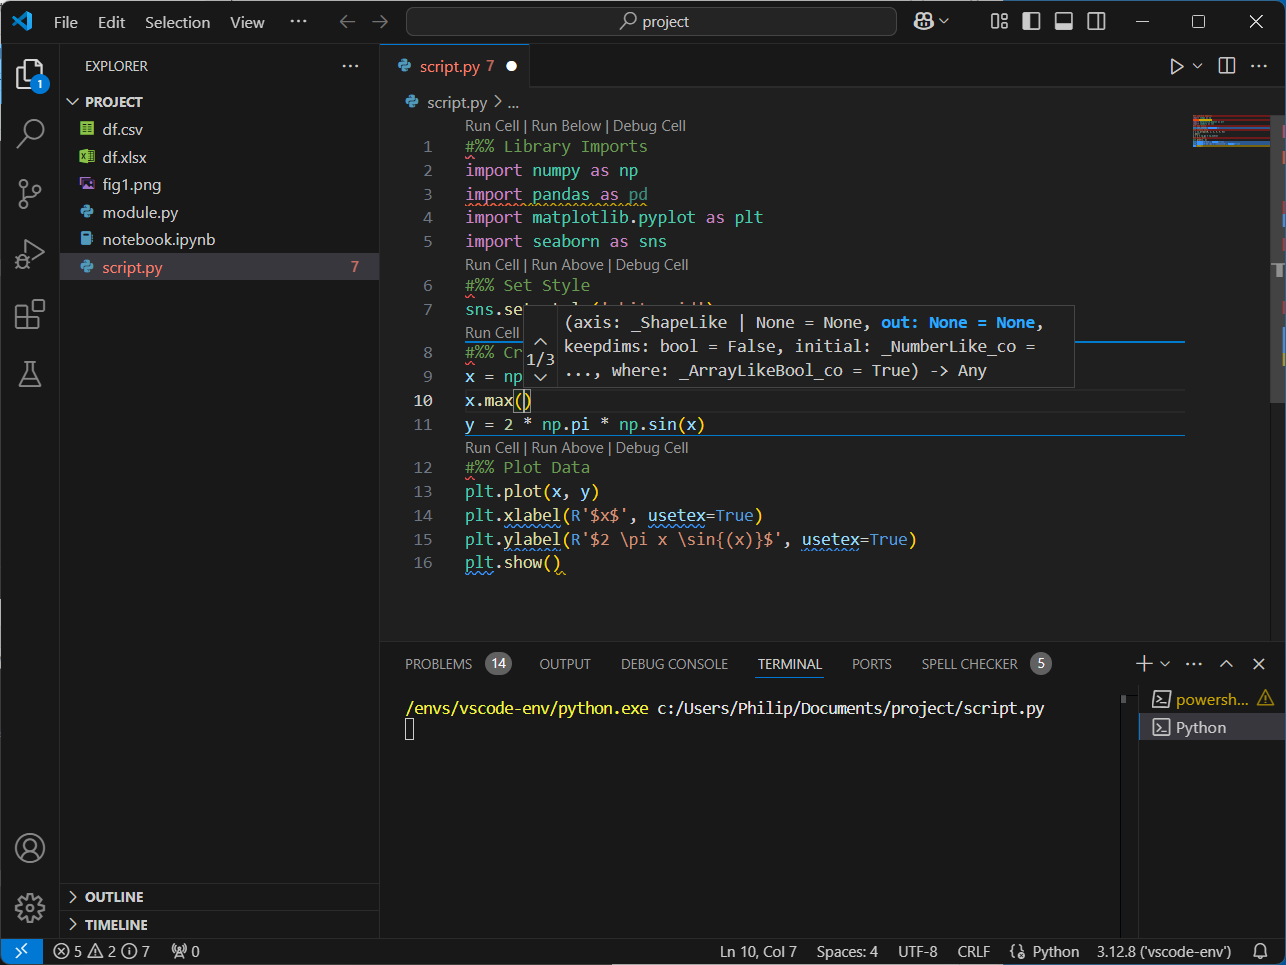 File Edit Selection View ··· project
EXPLORER ···
1
PROJECT
df.csv
df.xlsx
fig1.png
module.py
notebook.ipynb
script.py 7
OUTLINE
TIMELINE
script.py 7
script.py > ...
Run Cell | Run Below | Debug Cell
1 #%% Library Imports
2 import numpy as np
3 import pandas as pd
4 import matplotlib.pyplot as plt
5 import seaborn as sns
Run Cell | Run Above | Debug Cell
6 #%% Set Style
7 sns.se
Run Cell
8 #%% Cr
9 x = np
10 x.max()
11 y = 2 * np.pi * np.sin(x)
(axis: _ShapeLike | None = None, out: None = None,
1/3 keepdims: bool = False, initial: _NumberLike_co =
..., where: _ArrayLikeBool_co = True) -> Any
Run Cell | Run Above | Debug Cell
12 #%% Plot Data
13 plt.plot(x, y)
14 plt.xlabel(R'$x$', usetex=True)
15 plt.ylabel(R'$2 \pi x \sin{(x)}$', usetex=True)
16 plt.show()
PROBLEMS 14 OUTPUT DEBUG CONSOLE TERMINAL PORTS SPELL CHECKER 5
/envs/vscode-env/python.exe c:/Users/Philip/Documents/project/script.py
powersh...
Python
5 2 7 0 Ln 10, Col 7 Spaces: 4 UTF-8 CRLF Python 3.12.8 ('vscode-env')